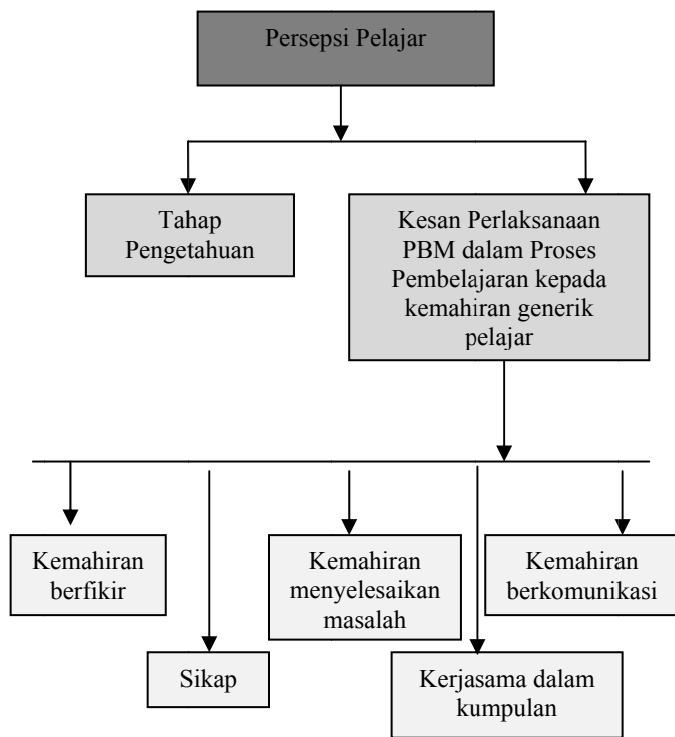 Persepsi Pelajar
Tahap
Pengetahuan
Kesan Perlaksanaan
PBM dalam Proses
Pembelajaran kepada
kemahiran generik
pelajar
Kemahiran
berfikir
Kemahiran
menyelesaikan
masalah
Kemahiran
berkomunikasi
Sikap
Kerjasama dalam
kumpulan